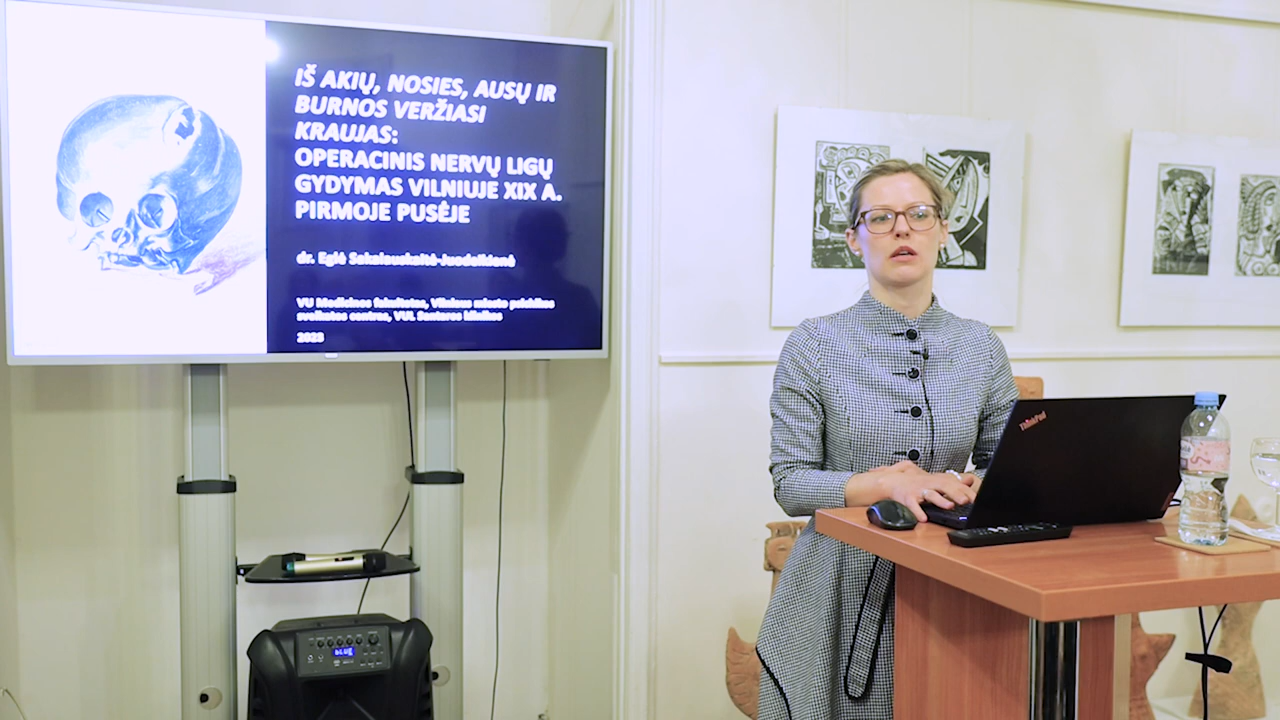 IŠ AKIŲ, NOSIES, AUSŲ IR
BURNOS VERŽIASI
KRAUJAS:
OPERACINIS NERVŲ LIGŲ
GYDYMAS VILNIUJE XIX A.
PIRMOJE PUSĖJE
dr. Eglė Sakalauskaitė-Juodeikienė
VU Medicinos fakultetas, Vilniaus miesto psichikos
sveikatos centras, VUL Santaros klinikos
2023
ThinkPad